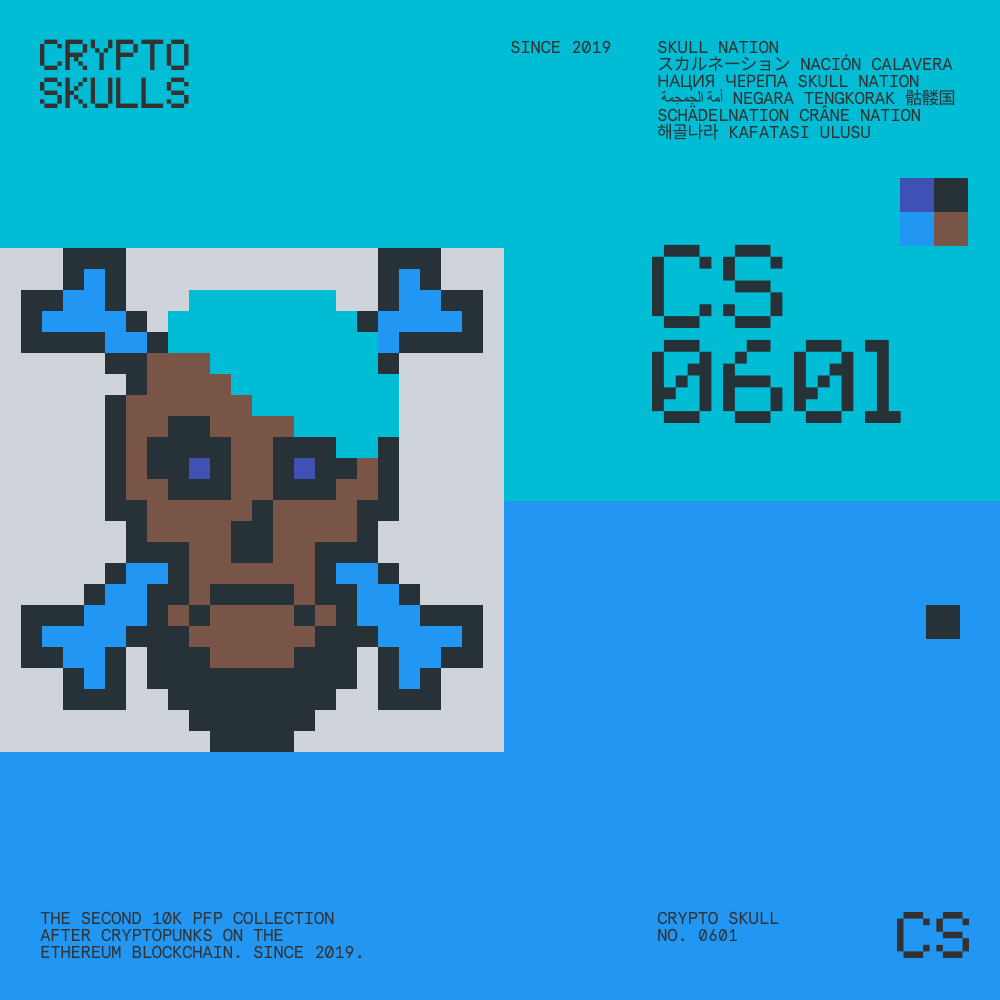 CRYPTO
SKULLS
SINCE 2019
SKULL NATION
スカルネーション NACIÓN CALAVERA
НАЦИЯ ЧЕРЕПА SKULL NATION
أمة الجمجمة NEGARA TENGKORAK 骷髅国
SCHÄDELNATION CRÂNE NATION
해골나라 KAFATASI ULUSU
CS
0601
THE SECOND 10K PFP COLLECTION
AFTER CRYPTOPUNKS ON THE
ETHEREUM BLOCKCHAIN. SINCE 2019.
CRYPTO SKULL
NO. 0601
CS